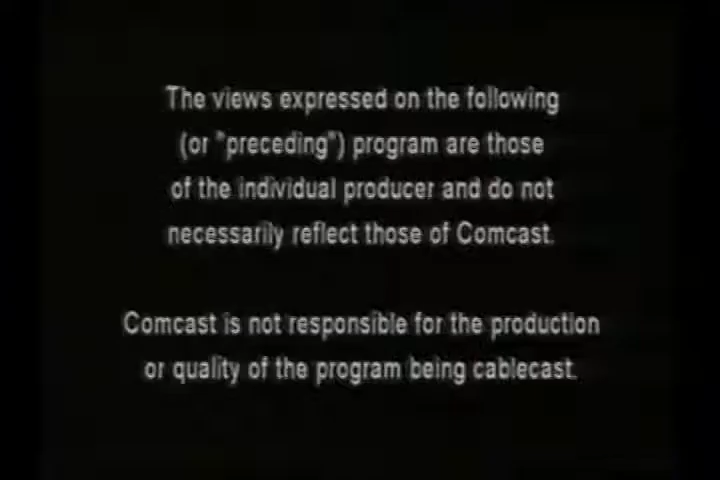 The views expressed on the following
(or "preceding") program are those
of the individual producer and do not
necessarily reflect those of Comcast.
Comcast is not responsible for the production
or quality of the program being cablecast.